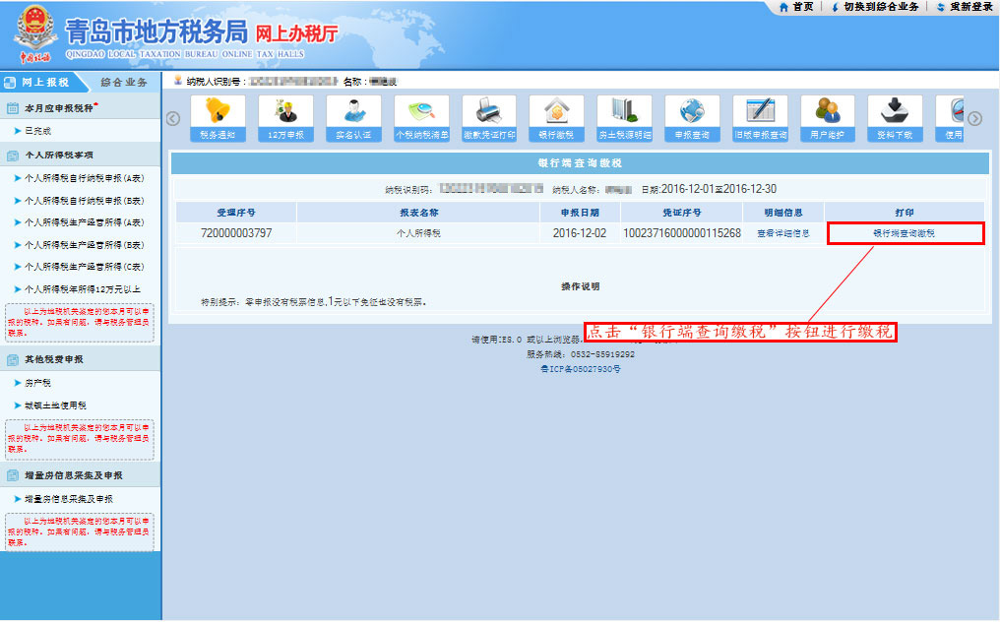 首页 切换到综合业务 重新登录
青岛市地方税务局 网上办税厅
QINGDAO LOCAL TAXATION BUREAU ONLINE TAX HALLS
中国税务
网上报税 综合业务
纳税人识别号： 名称：
本月应申报税种*
已完成
个人所得税事项
个人所得税自行纳税申报(A表)
个人所得税自行纳税申报(B表)
个人所得税生产经营所得(A表)
个人所得税生产经营所得(B表)
个人所得税生产经营所得(C表)
个人所得税年所得12万元以上
以上为地税机关鉴定的您本月可以申
报的税种。如果有问题，请与税务管理员
联系。
其他税费申报
房产税
城镇土地使用税
以上为地税机关鉴定的您本月可以申
报的税种。如果有问题，请与税务管理员
联系。
增量房信息采集及申报
增量房信息采集及申报
以上为地税机关鉴定的您本月可以申
报的税种。如果有问题，请与税务管理员
联系。
税务通知 12万申报 实名认证 个税纳税清单 缴款凭证打印 银行缴税 房土税源明细 申报查询 旧版申报查询 用户维护 资料下载 使用
银行端查询缴税
纳税识别码： 纳税人名称： 日期:2016-12-01至2016-12-30
受理序号 报表名称 申报日期 凭证序号 明细信息 打印
720000003797 个人所得税 2016-12-02 10023716000000115268 查看详细信息 银行端查询缴税
操作说明
特别提示：零申报没有税票信息,1元以下免征也没有税票。
点击“银行端查询缴税”按钮进行缴税
请使用IE8.0 或以上浏览器,
服务热线: 0532-85919292
鲁ICP备05027930号